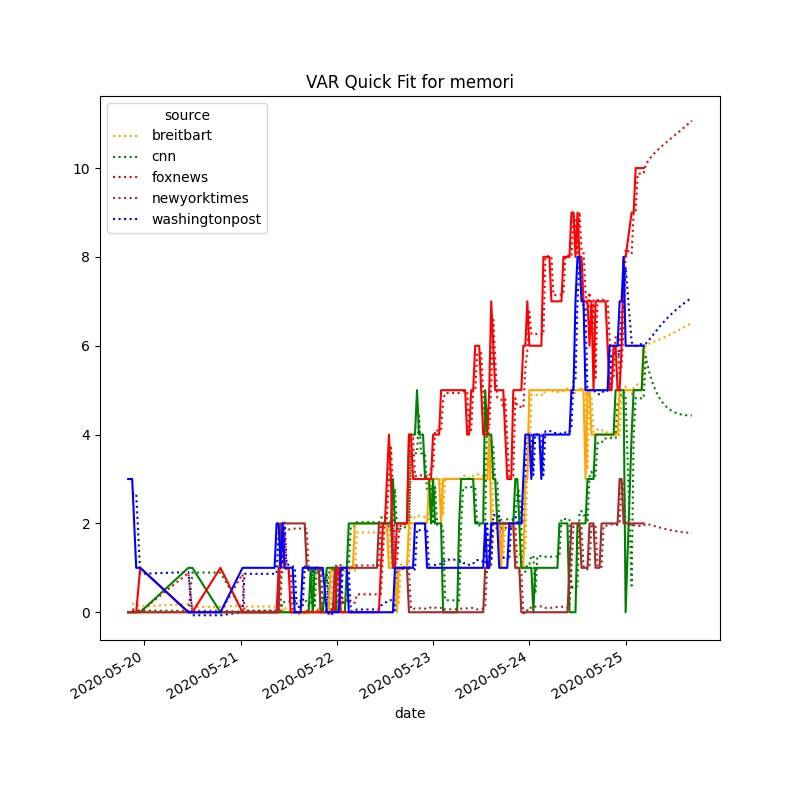 VAR Quick Fit for memori
source
breitbart
cnn
foxnews
newyorktimes
washingtonpost
10
8
6
4
2
0
2020-05-20
2020-05-21
2020-05-22
2020-05-23
2020-05-24
2020-05-25
date